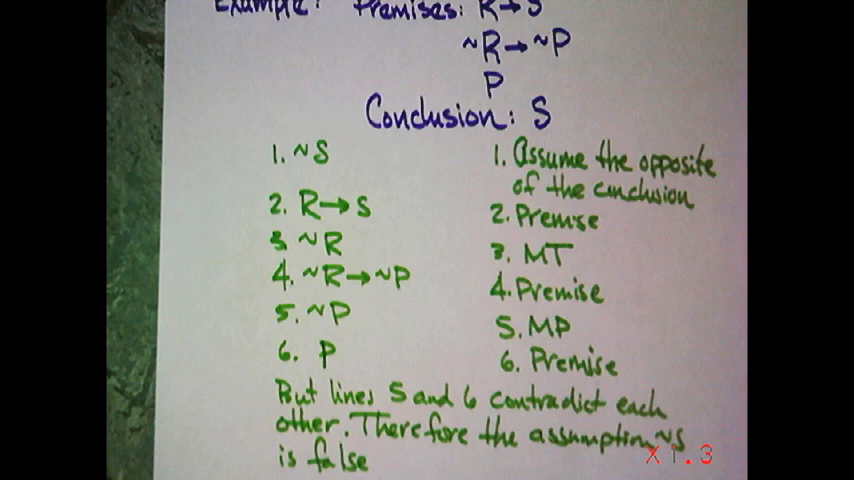 Example: Premises: R→S
~R→~P
P
Conclusion: S
1. ~S 1. Assume the opposite
of the conclusion
2. R→S 2. Premise
3 ~R 3. MT
4. ~R→~P 4. Premise
5. ~P 5. MP
6. P 6. Premise
But lines 5 and 6 contradict each
other. Therefore the assumption ~S
is false
X1.3